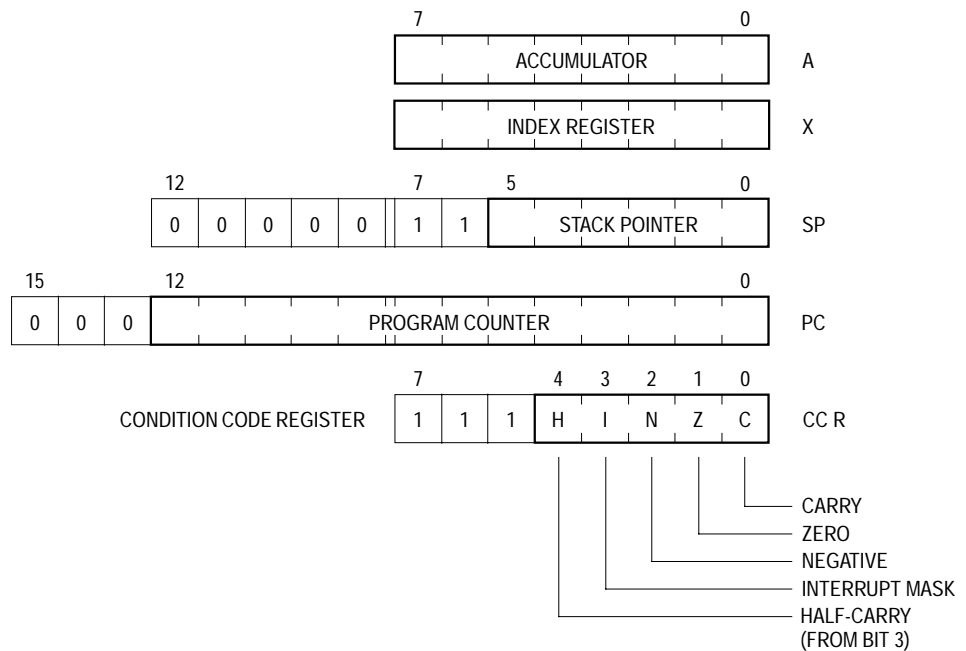 7 0
ACCUMULATOR A
INDEX REGISTER X
12 7 5 0
0 0 0 0 0 1 1 STACK POINTER SP
15 12 0
0 0 0 PROGRAM COUNTER PC
7 4 3 2 1 0
CONDITION CODE REGISTER 1 1 1 H I N Z C CC R
CARRY
ZERO
NEGATIVE
INTERRUPT MASK
HALF-CARRY
(FROM BIT 3)